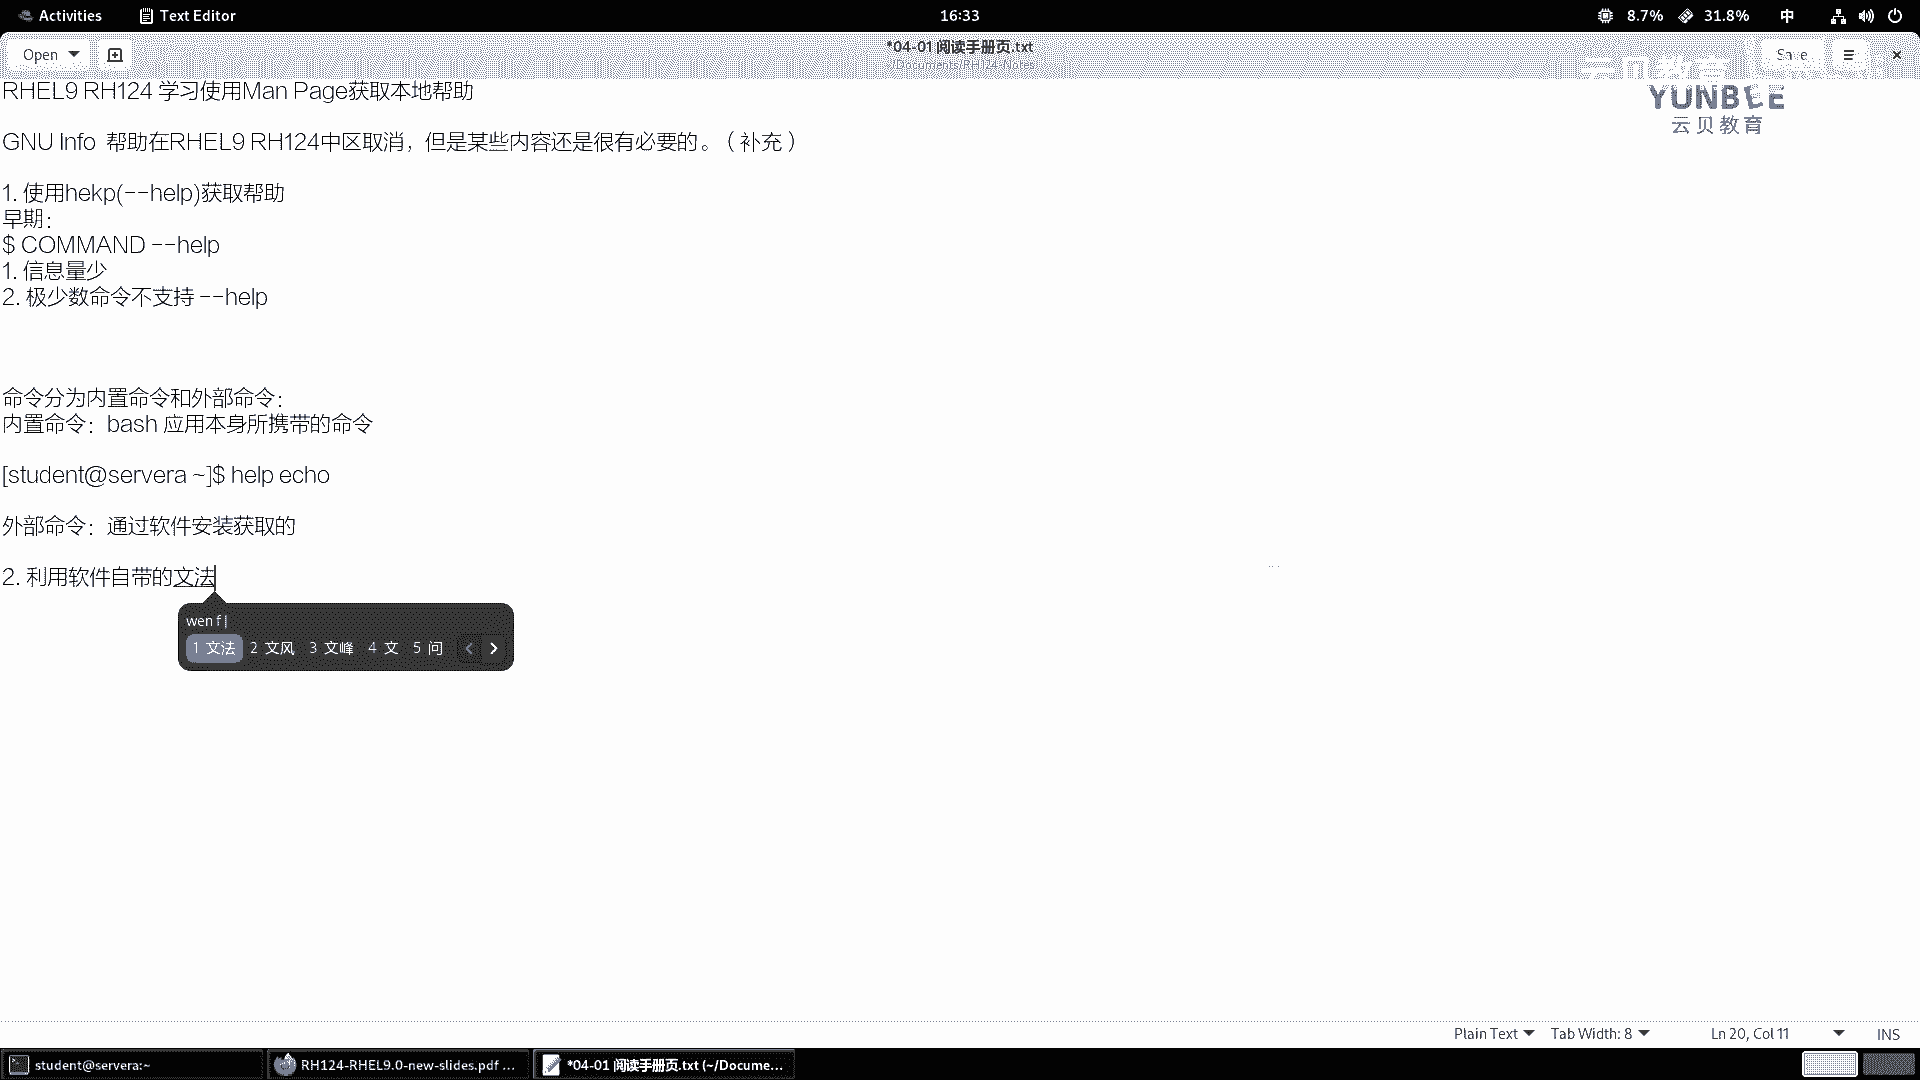 Activities Text Editor 16:33 8.7% 31.8% 中
Open *04-01 阅读手册页.txt Save
~/Documents/RH124-Notes
YUNBEE
云贝教育
RHEL9 RH124 学习使用Man Page获取本地帮助
GNU Info 帮助在RHEL9 RH124中区取消，但是某些内容还是很有必要的。（补充）
1. 使用hekp(--help)获取帮助
早期：
$ COMMAND --help
1. 信息量少
2. 极少数命令不支持 --help
命令分为内置命令和外部命令：
内置命令：bash 应用本身所携带的命令
[student@servera ~]$ help echo
外部命令：通过软件安装获取的
2. 利用软件自带的文法
wen f
1 文法 2 文风 3 文峰 4 文 5 问
Plain Text Tab Width: 8 Ln 20, Col 11 INS
student@servera:~ RH124-RHEL9.0-new-slides.pdf ... *04-01 阅读手册页.txt (~/Docume...